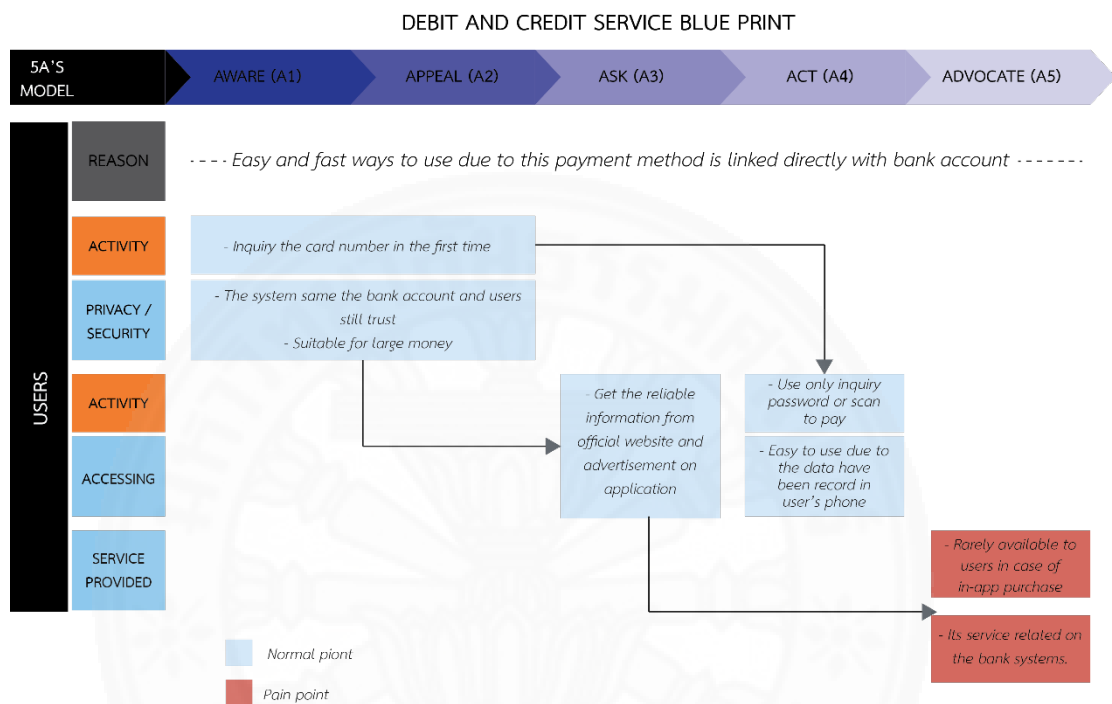 DEBIT AND CREDIT SERVICE BLUE PRINT
5A'S
MODEL
AWARE (A1)
APPEAL (A2)
ASK (A3)
ACT (A4)
ADVOCATE (A5)
USERS
REASON
---- Easy and fast ways to use due to this payment method is linked directly with bank account -------
ACTIVITY
- Inquiry the card number in the first time
PRIVACY /
SECURITY
- The system same the bank account and users
still trust
- Suitable for large money
ACTIVITY
- Get the reliable
information from
official website and
advertisement on
application
- Use only inquiry
password or scan
to pay
ACCESSING
- Easy to use due to
the data have
been record in
user's phone
SERVICE
PROVIDED
- Rarely available to
users in case of
in-app purchase
- Its service related on
the bank systems.
Normal piont
Pain point